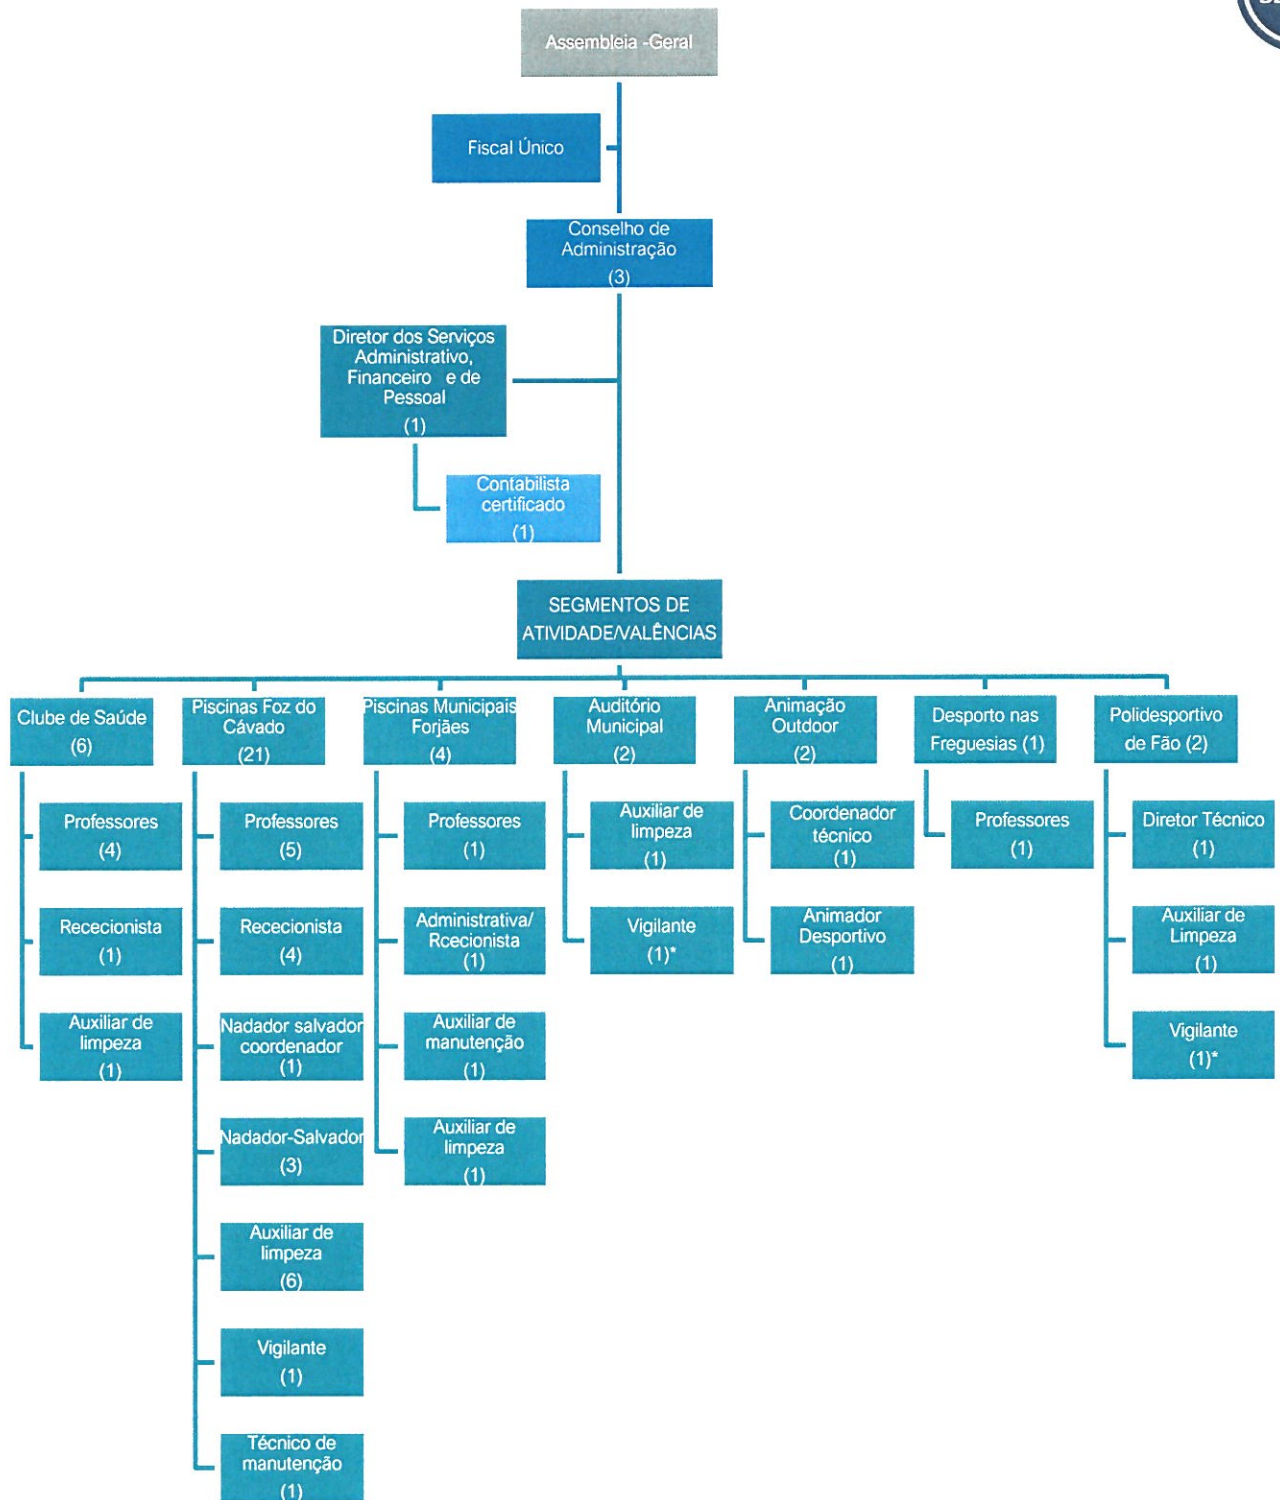 Assembleia -Geral
Fiscal Único
Conselho de
Administração
(3)
Diretor dos Serviços
Administrativo,
Financeiro e de
Pessoal
(1)
Contabilista
certificado
(1)
SEGMENTOS DE
ATIVIDADE/VALÊNCIAS
Clube de Saúde
(6)
Professores
(4)
Rececionista
(1)
Auxiliar de
limpeza
(1)
Piscinas Foz do
Cávado
(21)
Professores
(5)
Rececionista
(4)
Nadador salvador
coordenador
(1)
Nadador-Salvador
(3)
Auxiliar de
limpeza
(6)
Vigilante
(1)
Técnico de
manutenção
(1)
Piscinas Municipais
Forjães
(4)
Professores
(1)
Administrativa/
Rcecionista
(1)
Auxiliar de
manutenção
(1)
Auxiliar de
limpeza
(1)
Auditório
Municipal
(2)
Auxiliar de
limpeza
(1)
Vigilante
(1)*
Animação
Outdoor
(2)
Coordenador
técnico
(1)
Animador
Desportivo
(1)
Desporto nas
Freguesias (1)
Professores
(1)
Polidesportivo
de Fão (2)
Diretor Técnico
(1)
Auxiliar de
Limpeza
(1)
Vigilante
(1)*